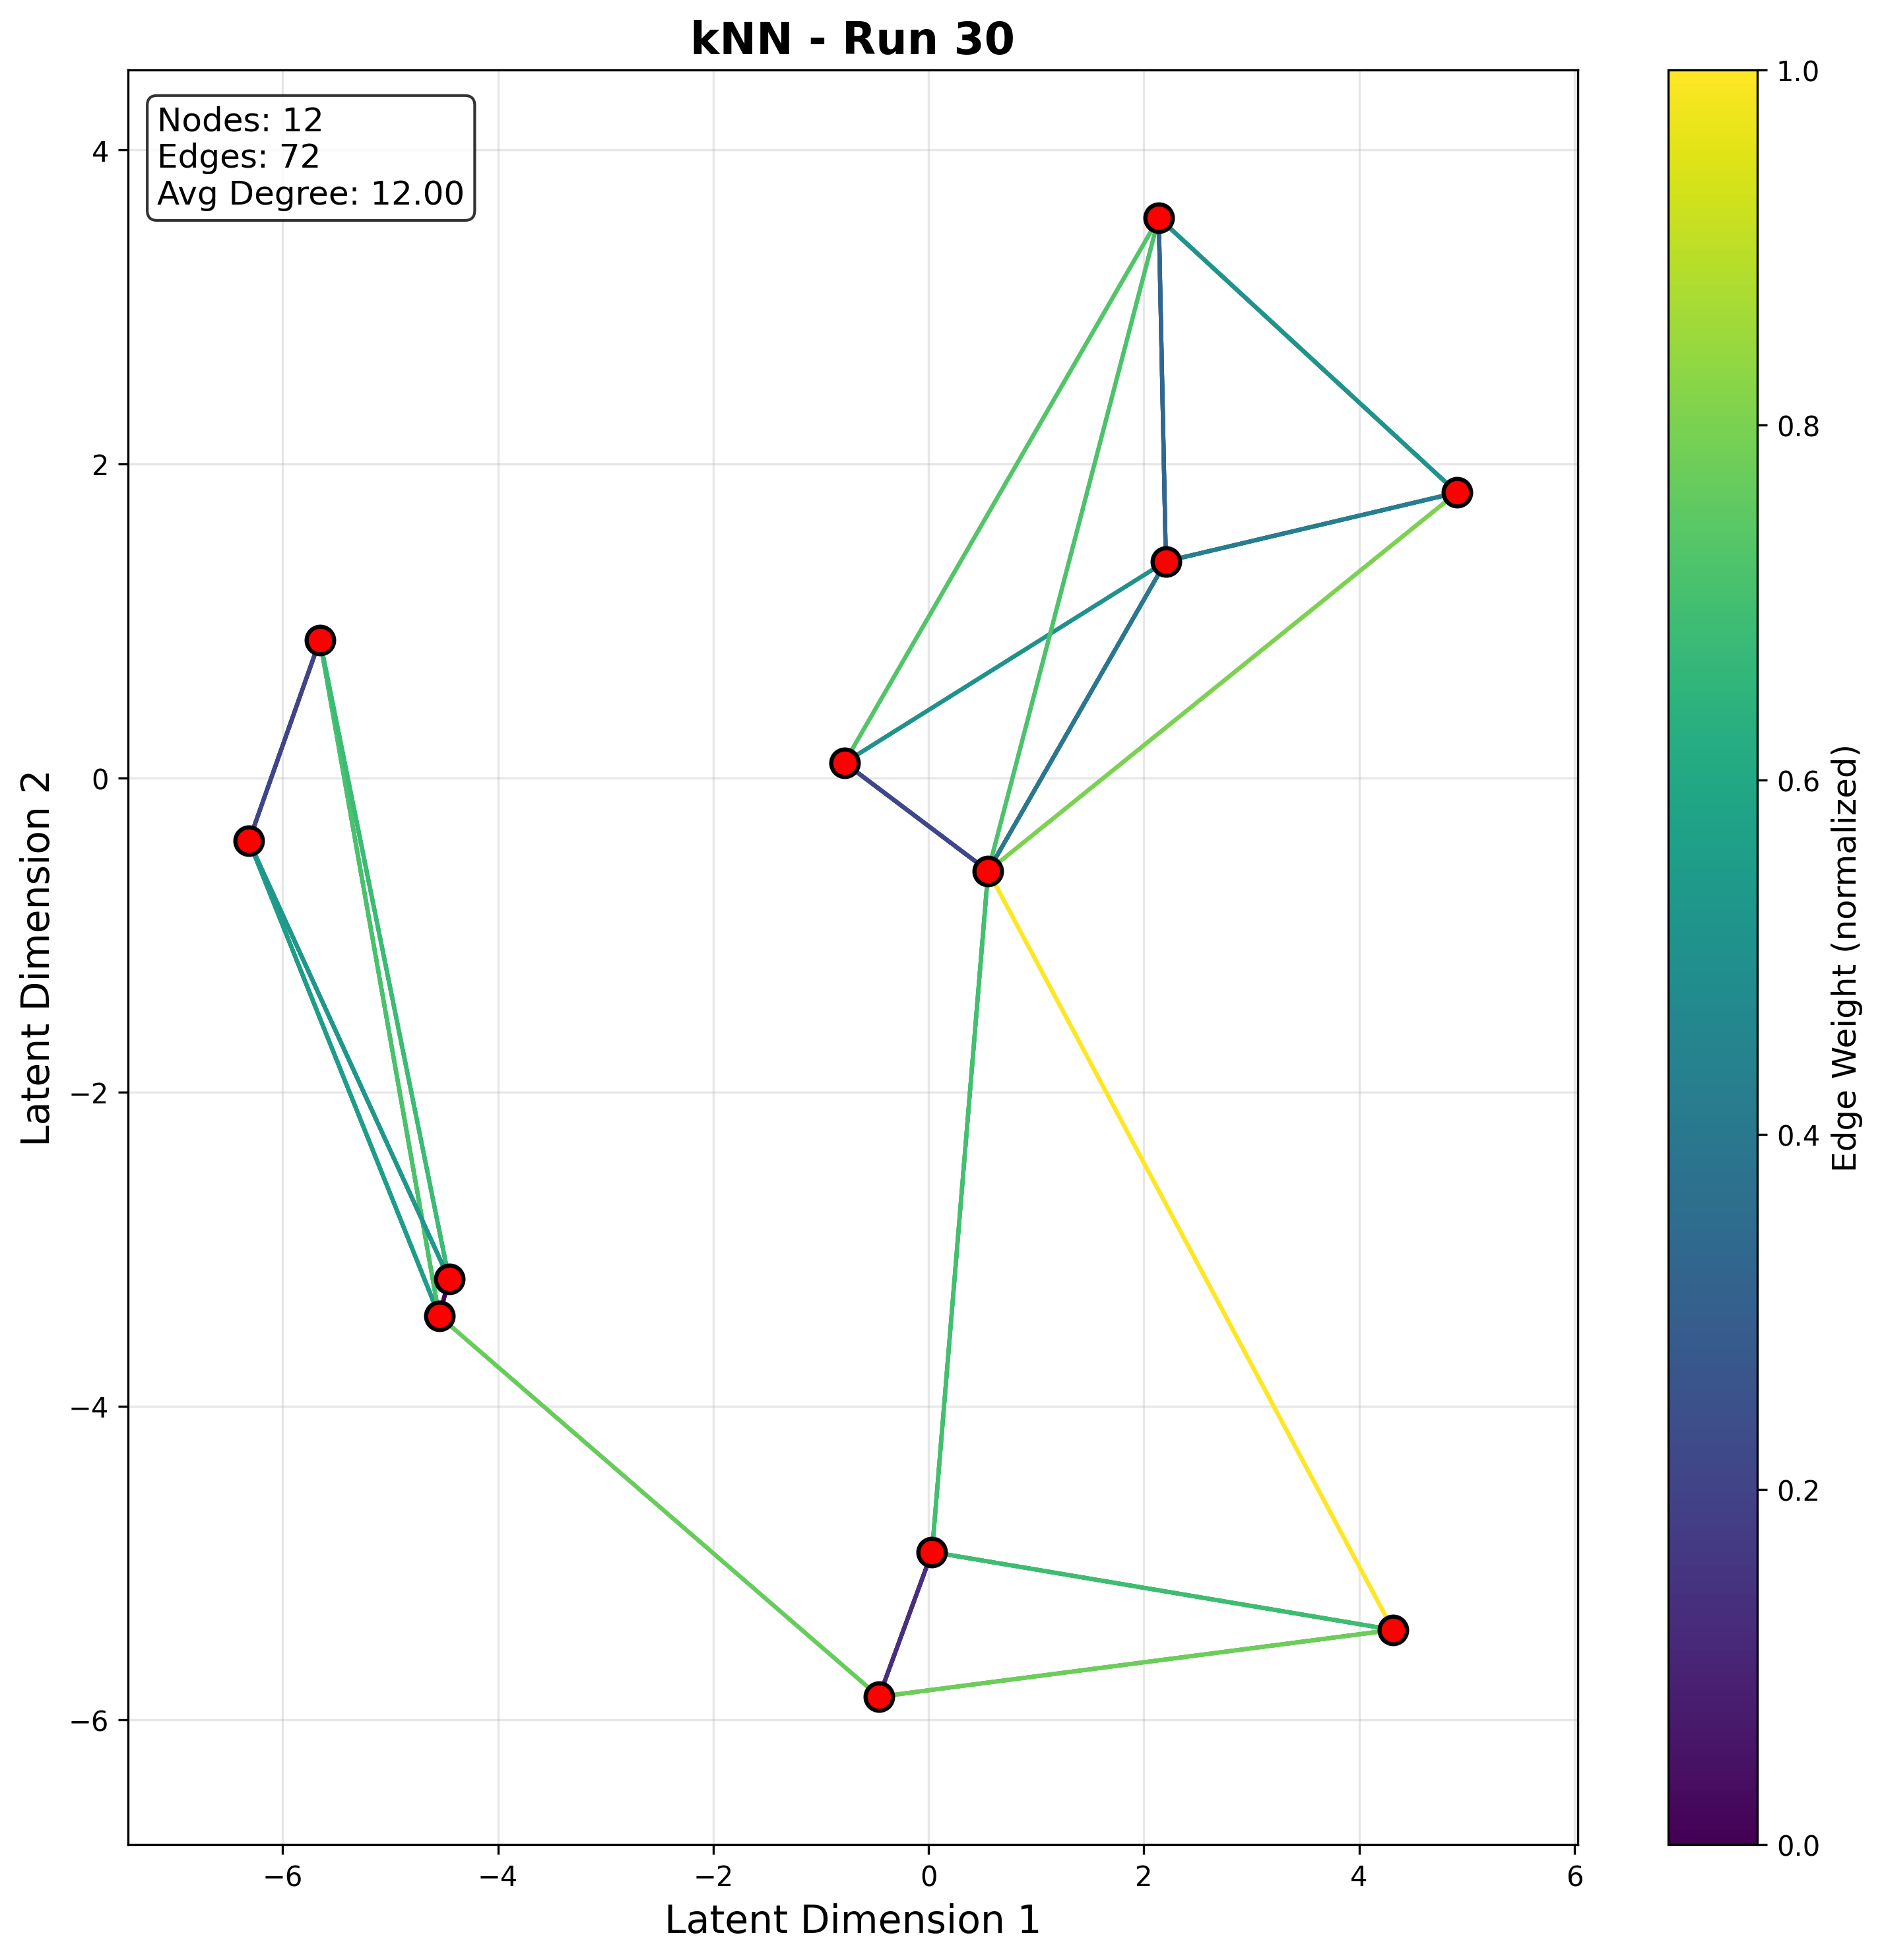 kNN - Run 30
Nodes: 12
Edges: 72
Avg Degree: 12.00
4
2
0
−2
−4
−6
Latent Dimension 2
−6
−4
−2
0
2
4
6
Latent Dimension 1
1.0
0.8
0.6
0.4
0.2
0.0
Edge Weight (normalized)